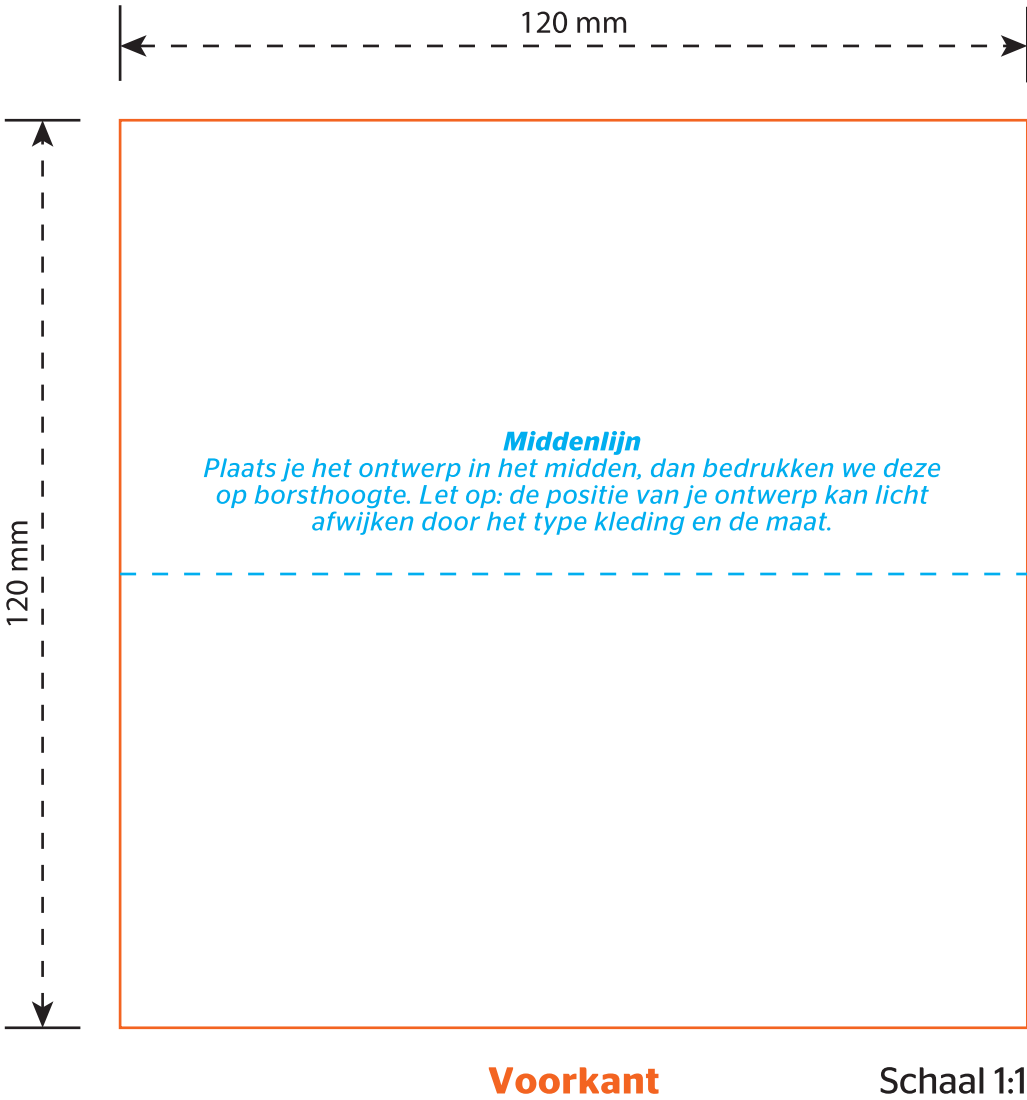 120 mm
120 mm
Middenlijn
Plaats je het ontwerp in het midden, dan bedrukken we deze
op borsthoogte. Let op: de positie van je ontwerp kan licht
afwijken door het type kleding en de maat.
Voorkant
Schaal 1:1